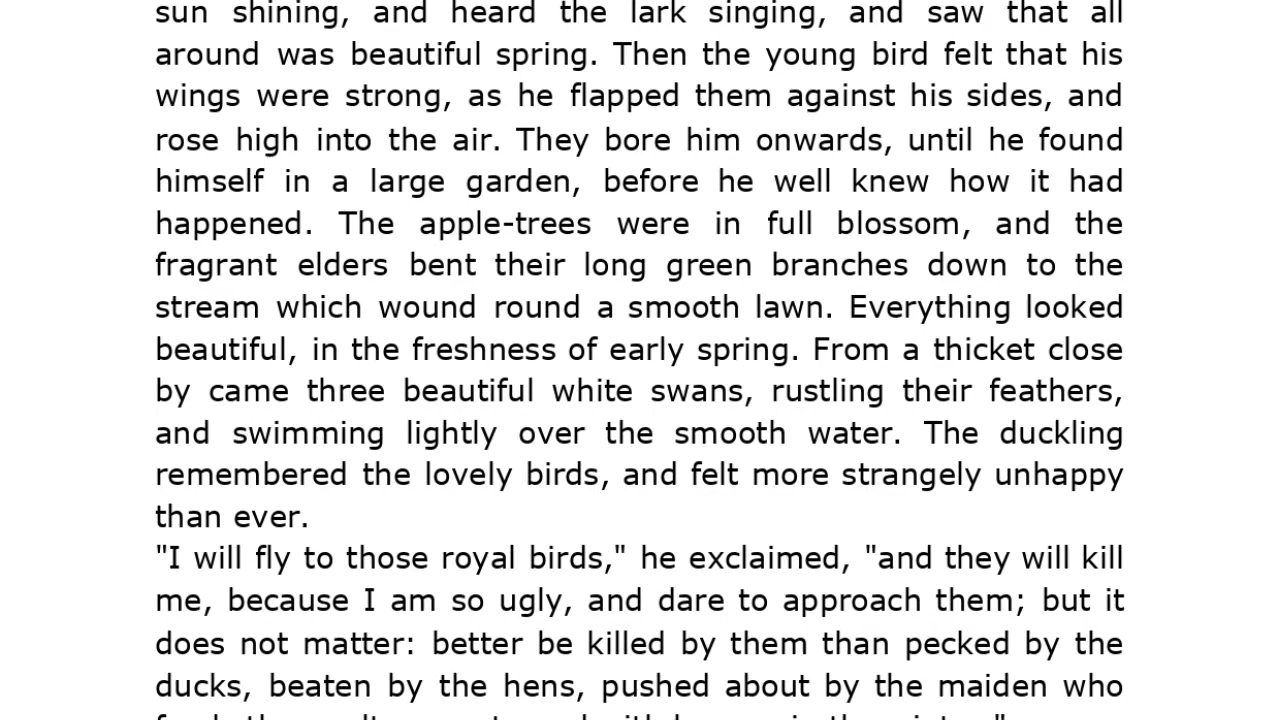 sun shining, and heard the lark singing, and saw that all
around was beautiful spring. Then the young bird felt that his
wings were strong, as he flapped them against his sides, and
rose high into the air. They bore him onwards, until he found
himself in a large garden, before he well knew how it had
happened. The apple-trees were in full blossom, and the
fragrant elders bent their long green branches down to the
stream which wound round a smooth lawn. Everything looked
beautiful, in the freshness of early spring. From a thicket close
by came three beautiful white swans, rustling their feathers,
and swimming lightly over the smooth water. The duckling
remembered the lovely birds, and felt more strangely unhappy
than ever.
"I will fly to those royal birds," he exclaimed, "and they will kill
me, because I am so ugly, and dare to approach them; but it
does not matter: better be killed by them than pecked by the
ducks, beaten by the hens, pushed about by the maiden who